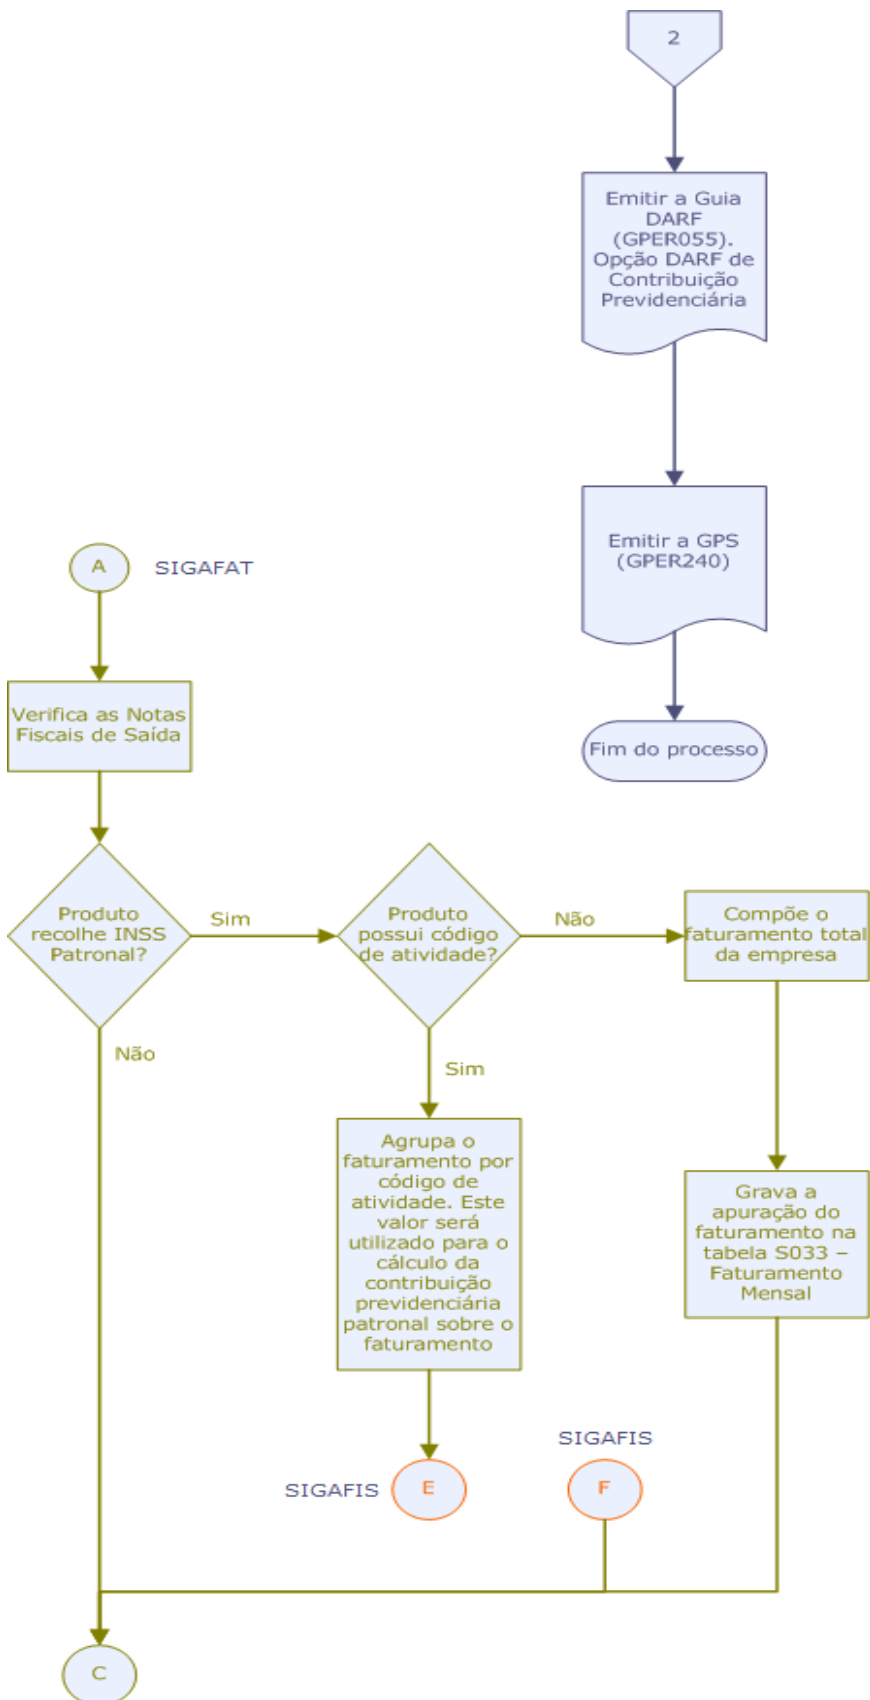 2
Emitir a Guia
DARF
(GPER055).
Opção DARF de
Contribuição
Previdenciária
Emitir a GPS
(GPER240)
Fim do processo
A
SIGAFAT
Verifica as Notas
Fiscais de Saída
Produto
recolhe INSS
Patronal?
Sim
Não
Produto
possui código
de atividade?
Não
Sim
Compõe o
faturamento total
da empresa
Agrupa o
faturamento por
código de
atividade. Este
valor será
utilizado para o
cálculo da
contribuição
previdenciária
patronal sobre o
faturamento
Grava a
apuração do
faturamento na
tabela S033 –
Faturamento
Mensal
SIGAFIS
E
SIGAFIS
F
C